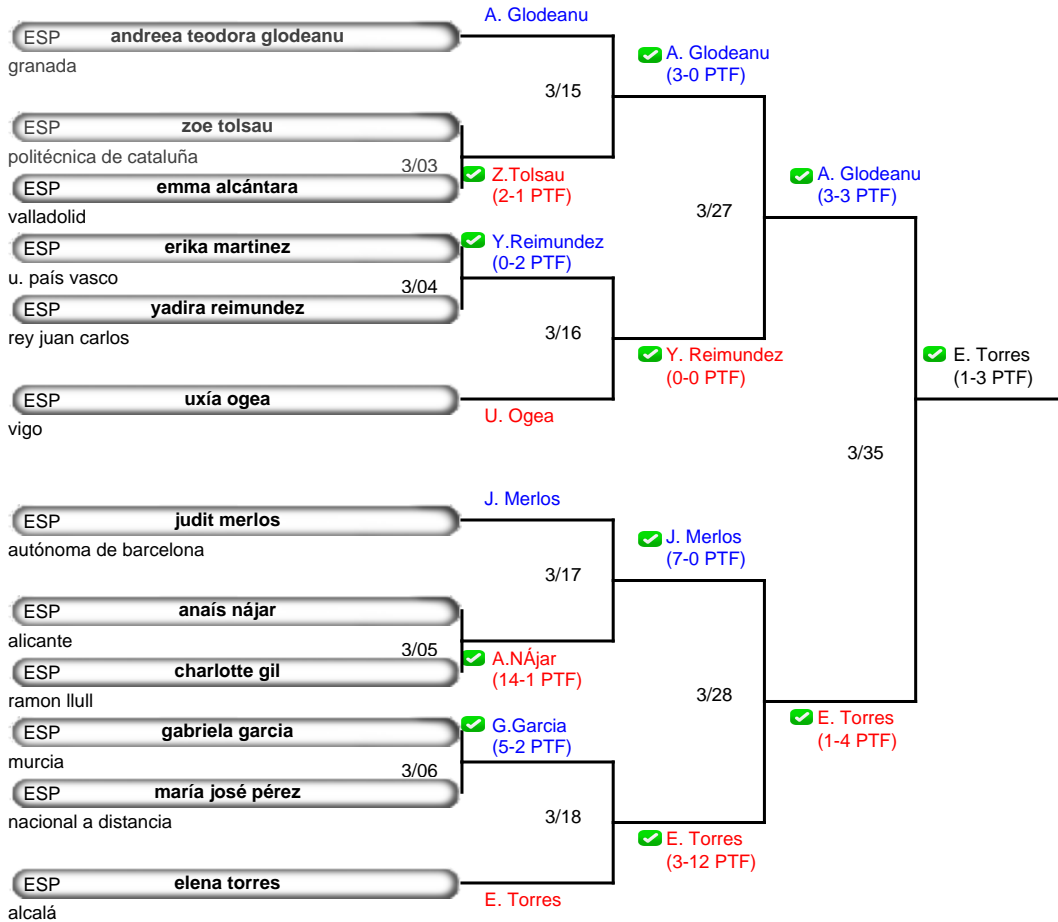 A. Glodeanu
ESP andreea teodora glodeanu
granada
A. Glodeanu
(3-0 PTF)
3/15
ESP zoe tolsau
politécnica de cataluña
3/03
Z.Tolsau
(2-1 PTF)
ESP emma alcántara
valladolid
A. Glodeanu
(3-3 PTF)
3/27
ESP erika martinez
u. país vasco
Y.Reimundez
(0-2 PTF)
3/04
ESP yadira reimundez
rey juan carlos
3/16
Y. Reimundez
(0-0 PTF)
E. Torres
(1-3 PTF)
ESP uxía ogea
vigo
U. Ogea
3/35
J. Merlos
ESP judit merlos
autónoma de barcelona
J. Merlos
(7-0 PTF)
3/17
ESP anaís nájar
alicante
3/05
A.NÁjar
(14-1 PTF)
ESP charlotte gil
ramon llull
3/28
E. Torres
(1-4 PTF)
ESP gabriela garcia
murcia
G.Garcia
(5-2 PTF)
3/06
ESP maría josé pérez
nacional a distancia
3/18
E. Torres
(3-12 PTF)
ESP elena torres
alcalá
E. Torres